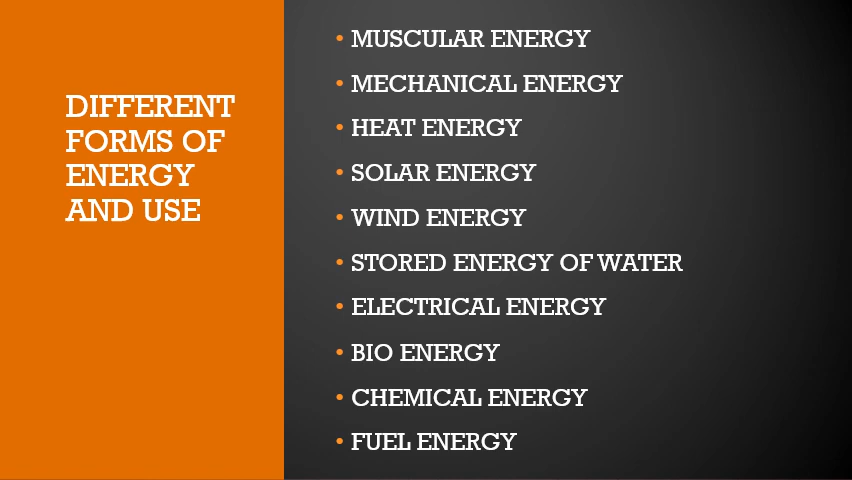 DIFFERENT
FORMS OF
ENERGY
AND USE
• MUSCULAR ENERGY
• MECHANICAL ENERGY
• HEAT ENERGY
• SOLAR ENERGY
• WIND ENERGY
• STORED ENERGY OF WATER
• ELECTRICAL ENERGY
• BIO ENERGY
• CHEMICAL ENERGY
• FUEL ENERGY